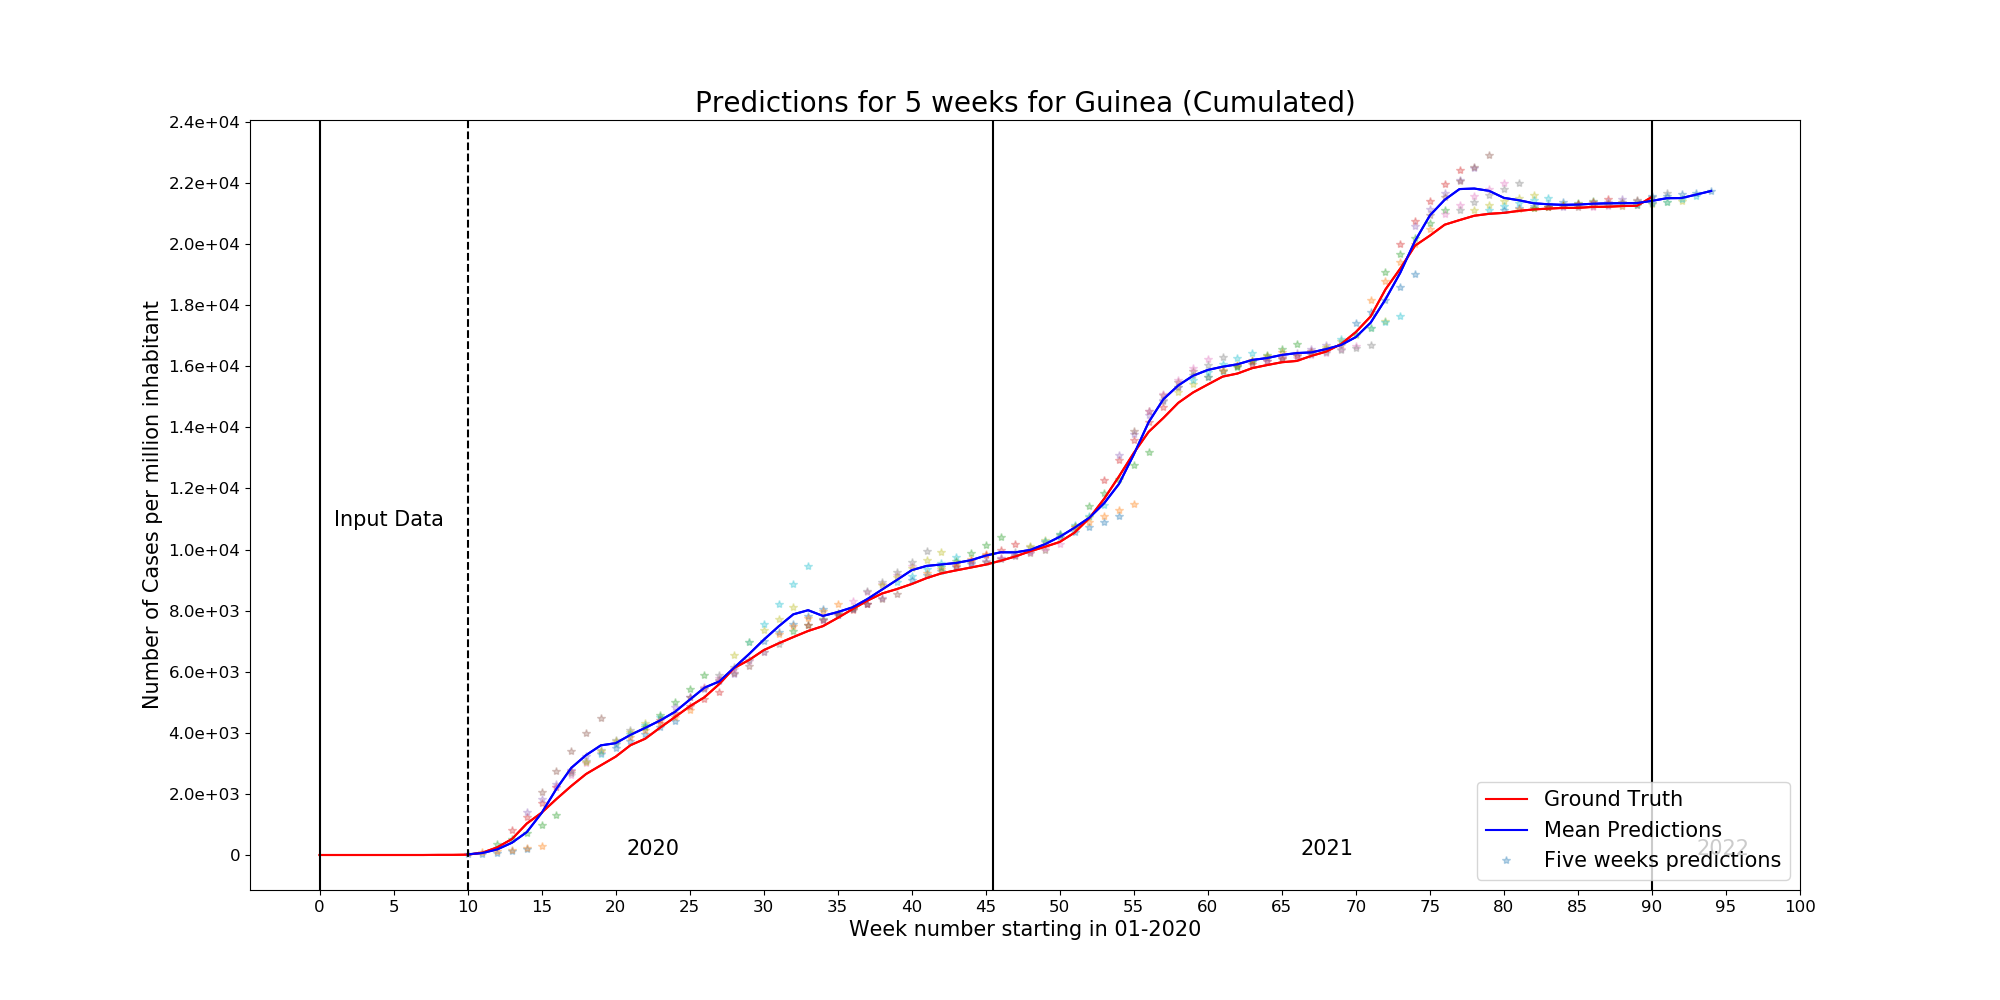 Predictions for 5 weeks for Guinea (Cumulated)
Number of Cases per million inhabitant
2.4e+04
2.2e+04
2.0e+04
1.8e+04
1.6e+04
1.4e+04
1.2e+04
1.0e+04
8.0e+03
6.0e+03
4.0e+03
2.0e+03
0
Input Data
2020
2021
2022
Ground Truth
Mean Predictions
Five weeks predictions
0 5 10 15 20 25 30 35 40 45 50 55 60 65 70 75 80 85 90 95 100
Week number starting in 01-2020